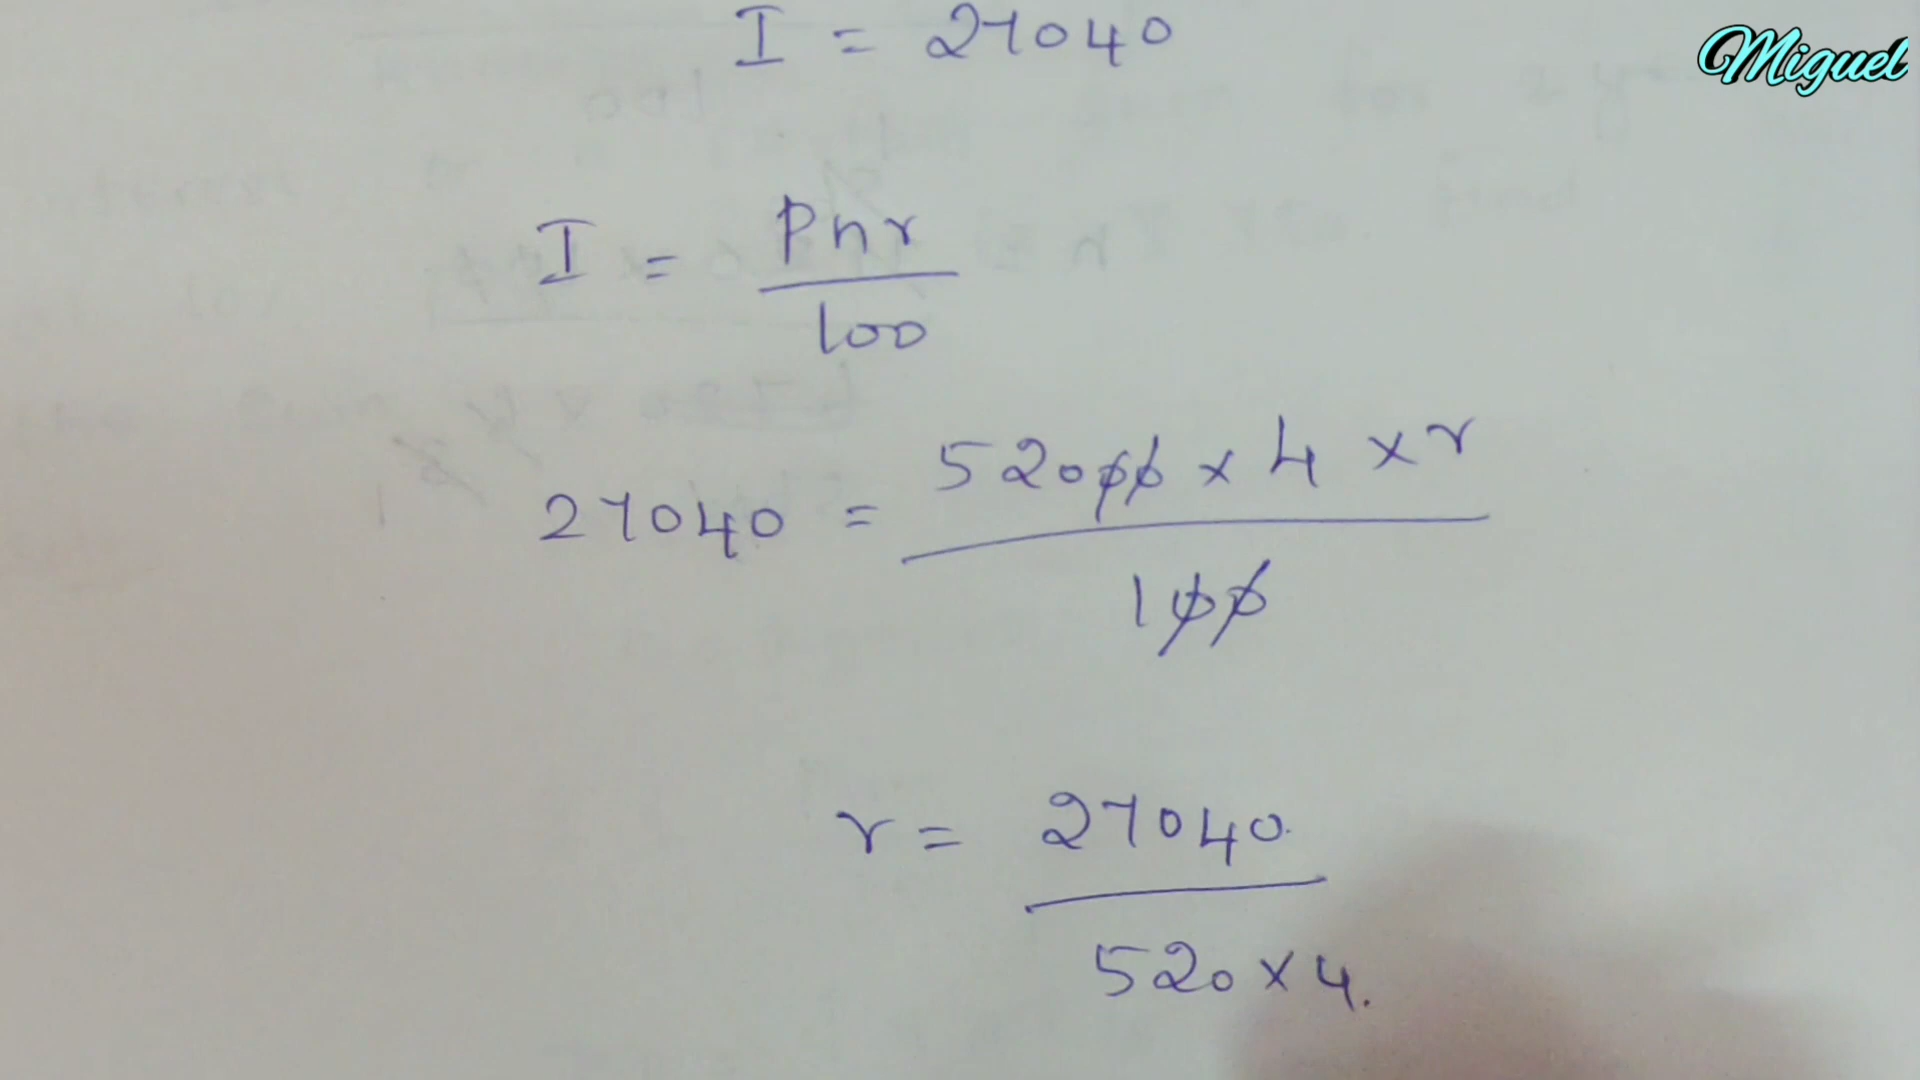 I = 27040
Miguel
I = Pnr
100
27040 = 52000 x 4 x r
100
r = 27040
520 x 4.